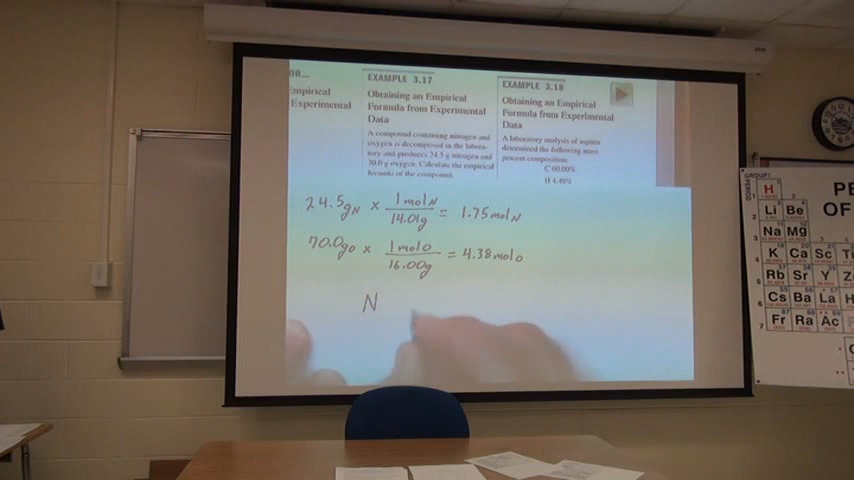 OR...
Empirical
Experimental
EXAMPLE 3.17
Obtaining an Empirical
Formula from Experimental
Data
A compound containing nitrogen and
oxygen is decomposed in the labora-
tory and produces 24.5 g nitrogen and
70.0 g oxygen. Calculate the empirical
formula of the compound.
EXAMPLE 3.18
Obtaining an Empirical
Formula from Experimental
Data
A laboratory analysis of aspirin
determined the following mass
percent composition:
C 60.00%
H 4.48%
24.5gN × 1molN / 14.01g = 1.75molN
70.0gO × 1molO / 16.00g = 4.38molO
N
GROUP
PERIOD
PE
OF
H
Li Be
Na Mg
K Ca Sc Ti
Rb Sr Y Z
Cs Ba La H
Fr Ra Ac